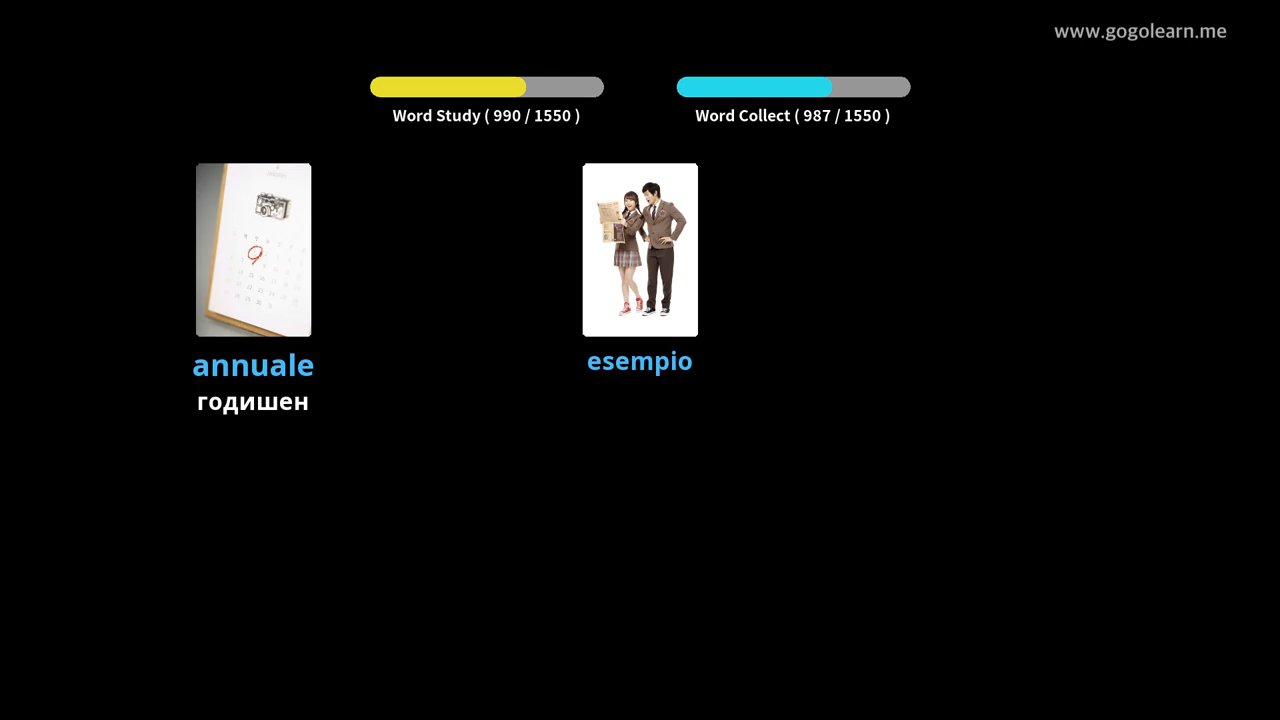 www.gogolearn.me
Word Study ( 990 / 1550 )
Word Collect ( 987 / 1550 )
annuale
годишен
esempio